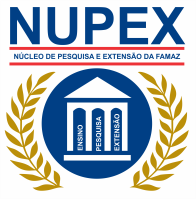 NUPEX
NÚCLEO DE PESQUISA E EXTENSÃO DA FAMAZ
ENSINO
PESQUISA
EXTENSÃO